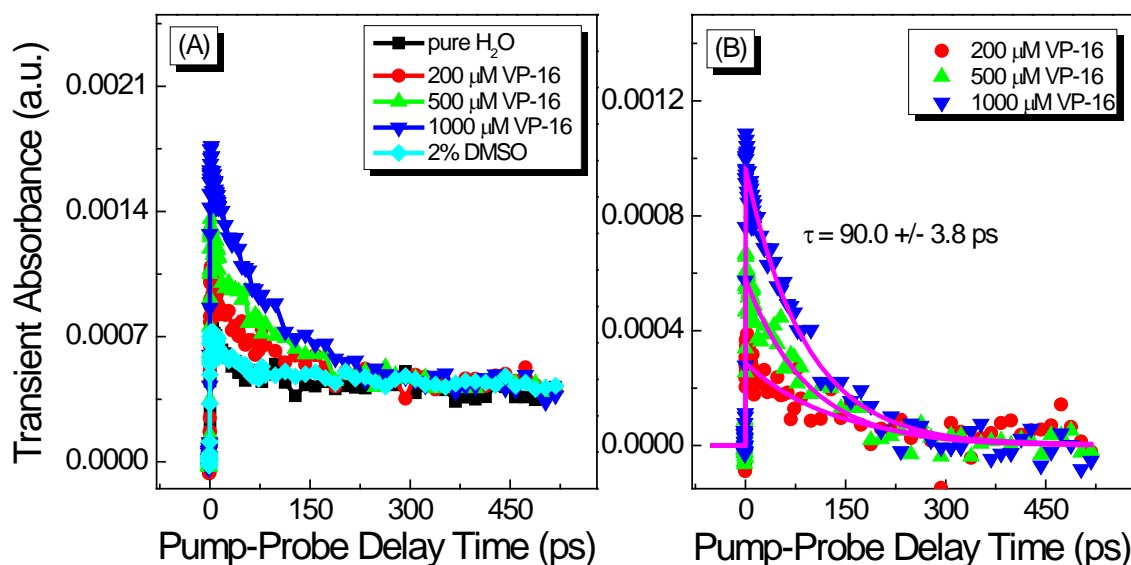 Transient Absorbance (a.u.)
(A)
pure H₂O
200 μM VP-16
500 μM VP-16
1000 μM VP-16
2% DMSO
0.0021
0.0014
0.0007
0.0000
0 150 300 450
Pump-Probe Delay Time (ps)
(B)
200 μM VP-16
500 μM VP-16
1000 μM VP-16
0.0012
0.0008
0.0004
0.0000
τ = 90.0 +/- 3.8 ps
0 150 300 450
Pump-Probe Delay Time (ps)